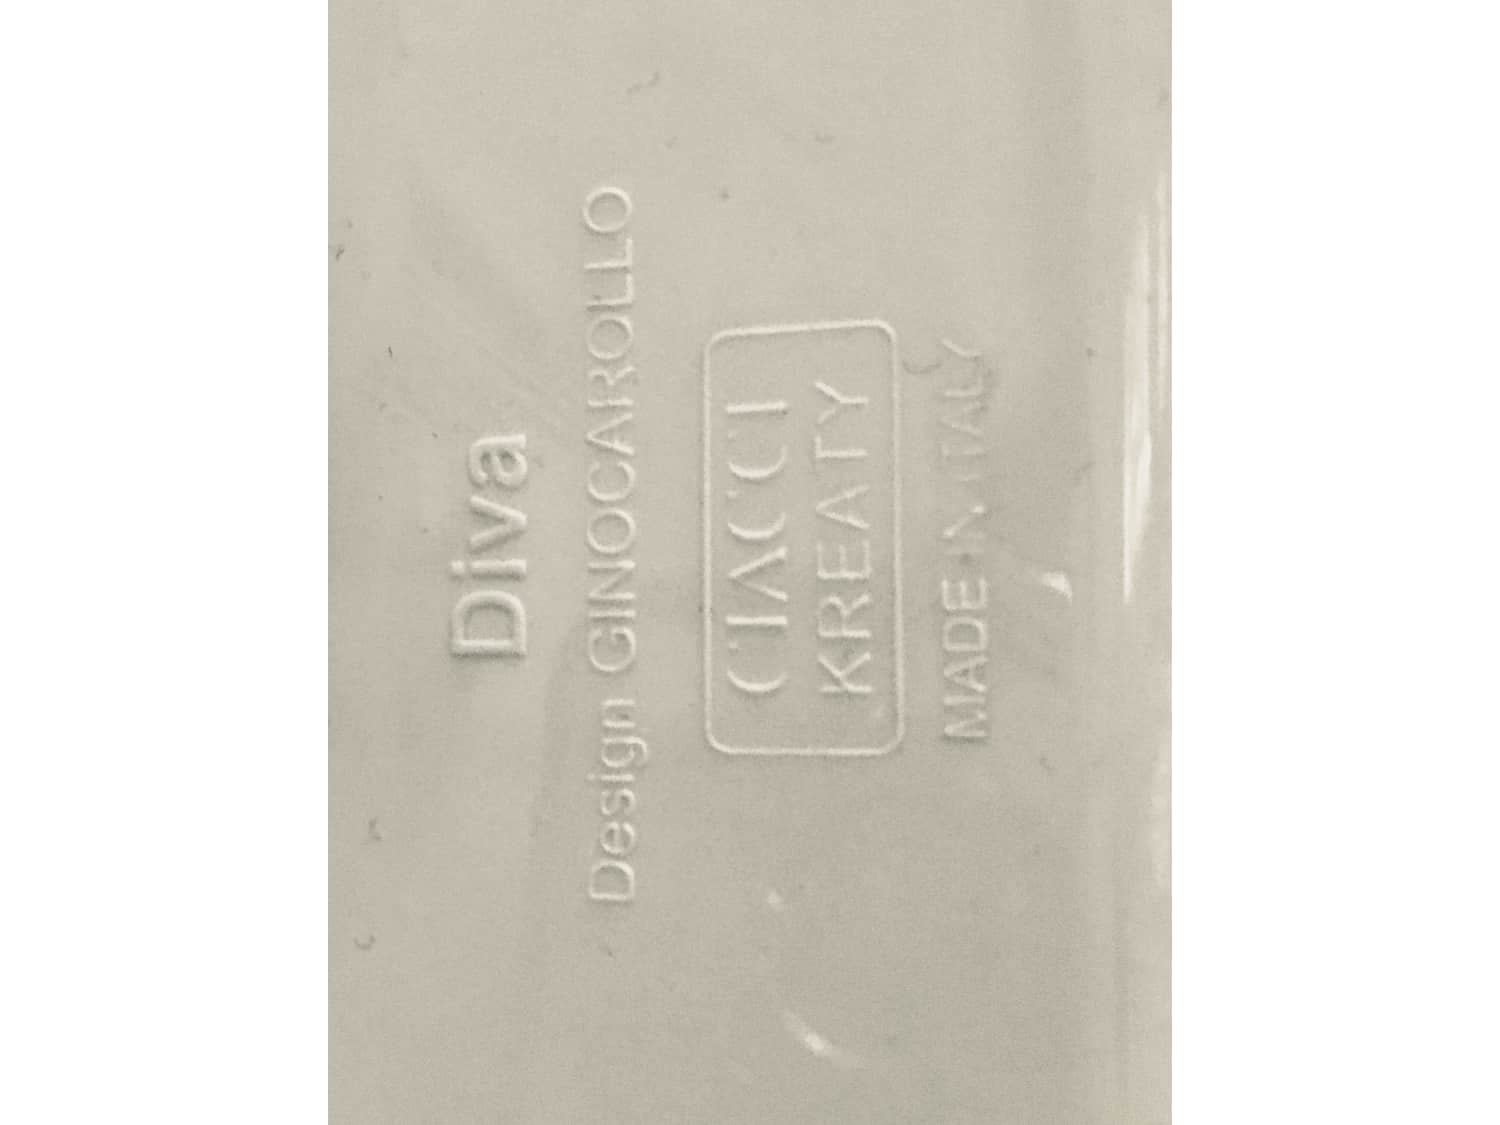 Diva
Design GINOCAROLLO
CIACCI
KREATY
MADE IN ITALY